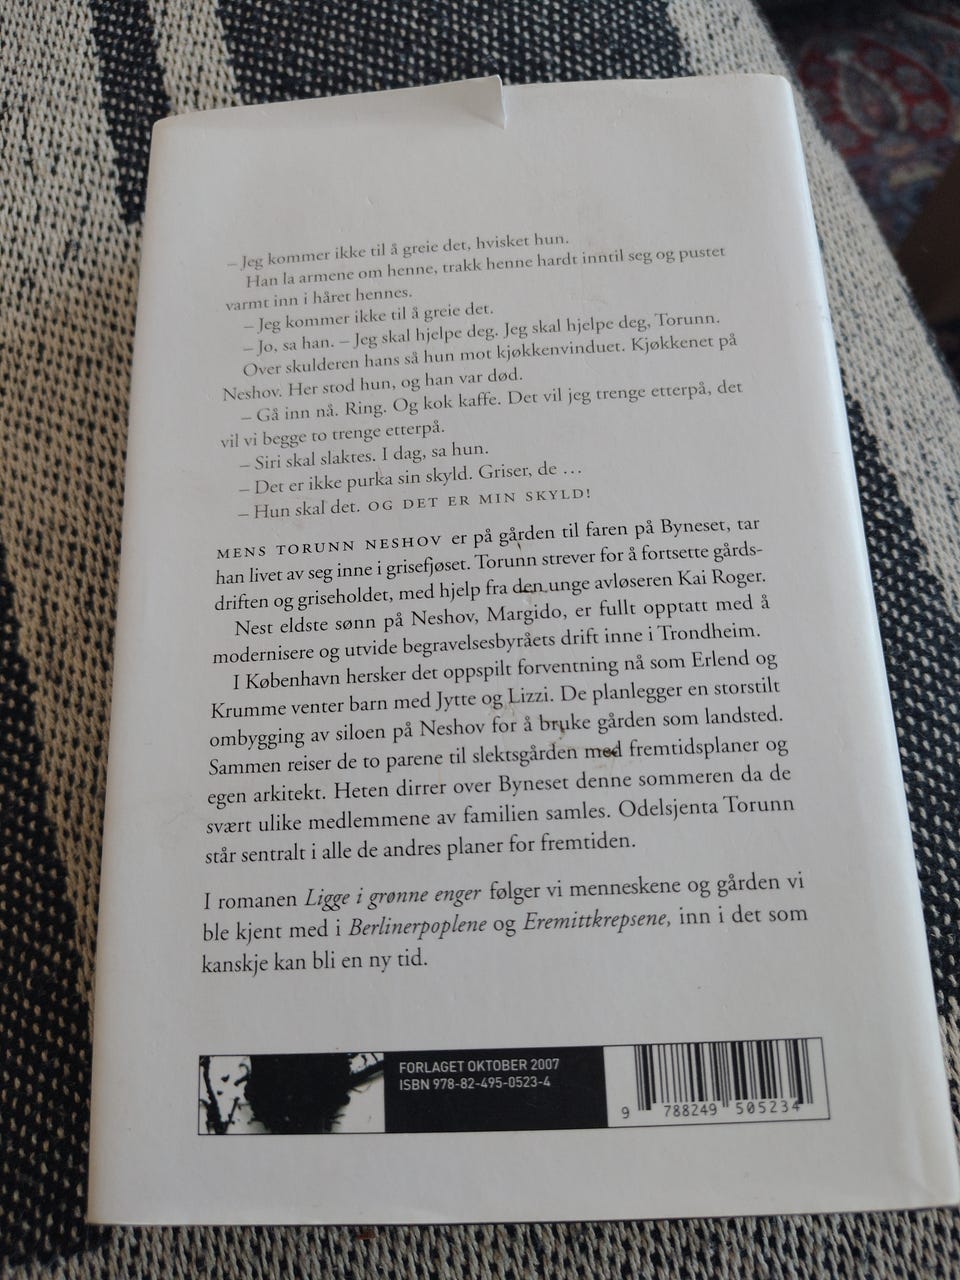 – Jeg kommer ikke til å greie det, hvisket hun.
Han la armene om henne, trakk henne hardt inntil seg og pustet
varmt inn i håret hennes.
– Jeg kommer ikke til å greie det.
– Jo, sa han. – Jeg skal hjelpe deg. Jeg skal hjelpe deg, Torunn.
Over skulderen hans så hun mot kjøkkenvinduet. Kjøkkenet på
Neshov. Her stod hun, og han var død.
– Gå inn nå. Ring. Og kok kaffe. Det vil jeg trenge etterpå, det
vil vi begge to trenge etterpå.
– Siri skal slaktes. I dag, sa hun.
– Det er ikke purka sin skyld. Griser, de …
– Hun skal det. OG DET ER MIN SKYLD!
MENS TORUNN NESHOV er på gården til faren på Byneset, tar
han livet av seg inne i grisefjøset. Torunn strever for å fortsette gårds-
driften og griseholdet, med hjelp fra den unge avløseren Kai Roger.
Nest eldste sønn på Neshov, Margido, er fullt opptatt med å
modernisere og utvide begravelsesbyråets drift inne i Trondheim.
I København hersker det oppspilt forventning nå som Erlend og
Krumme venter barn med Jytte og Lizzi. De planlegger en storstilt
ombygging av siloen på Neshov for å bruke gården som landsted.
Sammen reiser de to parene til slektsgården med fremtidsplaner og
egen arkitekt. Heten dirrer over Byneset denne sommeren da de
svært ulike medlemmene av familien samles. Odelsjenta Torunn
står sentralt i alle de andres planer for fremtiden.
I romanen Ligge i grønne enger følger vi menneskene og gården vi
ble kjent med i Berlinerpoplene og Eremittkrepsene, inn i det som
kanskje kan bli en ny tid.
FORLAGET OKTOBER 2007
ISBN 978-82-495-0523-4
9 788249 505234